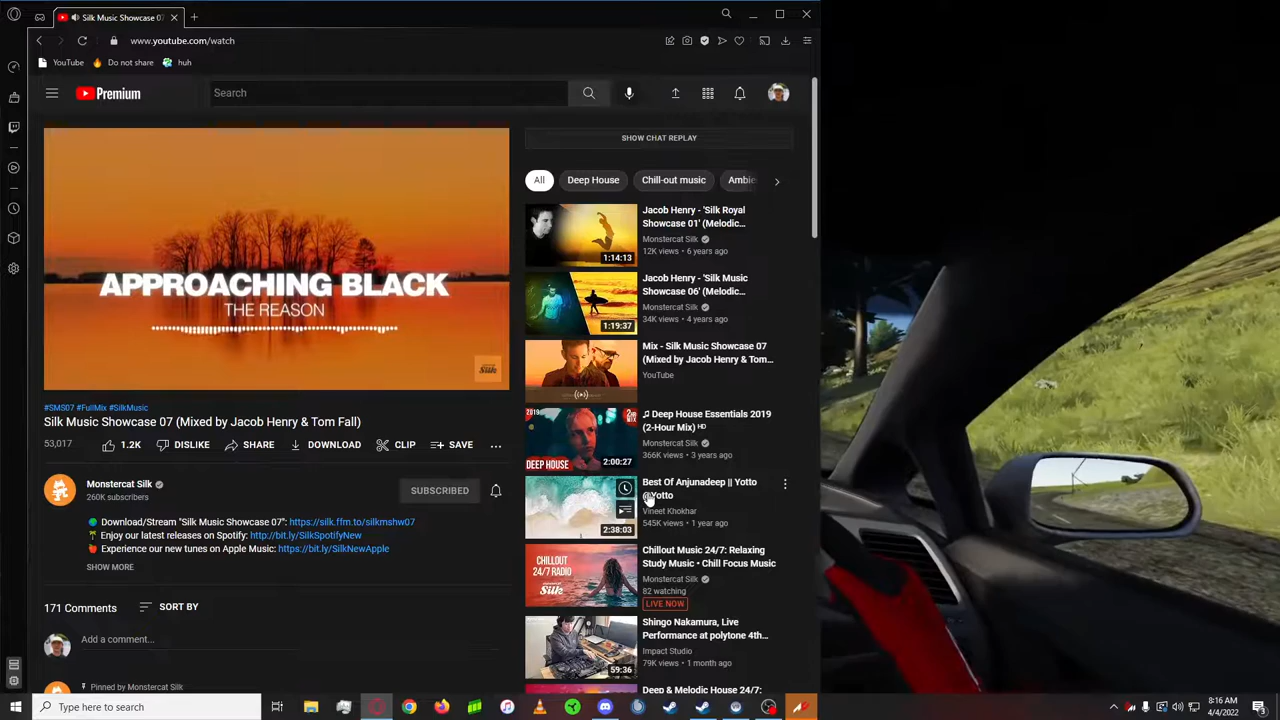 Silk Music Showcase 07
www.youtube.com/watch
YouTube
Do not share
huh
Premium
Search
APPROACHING BLACK
THE REASON
Silk
#SMS07 #FullMix #SilkMusic
Silk Music Showcase 07 (Mixed by Jacob Henry & Tom Fall)
53,017
1.2K
DISLIKE
SHARE
DOWNLOAD
CLIP
SAVE
Monstercat Silk
260K subscribers
SUBSCRIBED
Download/Stream "Silk Music Showcase 07": https://silk.ffm.to/silkmshw07
Enjoy our latest releases on Spotify: http://bit.ly/SilkSpotifyNew
Experience our new tunes on Apple Music: https://bit.ly/SilkNewApple
SHOW MORE
171 Comments
SORT BY
Add a comment...
Pinned by Monstercat Silk
SHOW CHAT REPLAY
All
Deep House
Chill-out music
Ambie
Jacob Henry - 'Silk Royal
Showcase 01' (Melodic...
Monstercat Silk
12K views • 6 years ago
1:14:13
Jacob Henry - 'Silk Music
Showcase 06' (Melodic...
Monstercat Silk
34K views • 4 years ago
1:19:37
Mix - Silk Music Showcase 07
(Mixed by Jacob Henry & Tom...
YouTube
♫ Deep House Essentials 2019
(2-Hour Mix) ᴴᴰ
Monstercat Silk
366K views • 3 years ago
2019
DEEP HOUSE
2:00:27
Best Of Anjunadeep || Yotto
@Yotto
Vineet Khokhar
545K views • 1 year ago
2:38:03
Chillout Music 24/7: Relaxing
Study Music • Chill Focus Music
Monstercat Silk
82 watching
LIVE NOW
CHILLOUT
24/7 RADIO
Silk
Shingo Nakamura, Live
Performance at polytone 4th...
Impact Studio
79K views • 1 month ago
59:36
Deep & Melodic House 24/7:
Type here to search
8:16 AM
4/4/2022